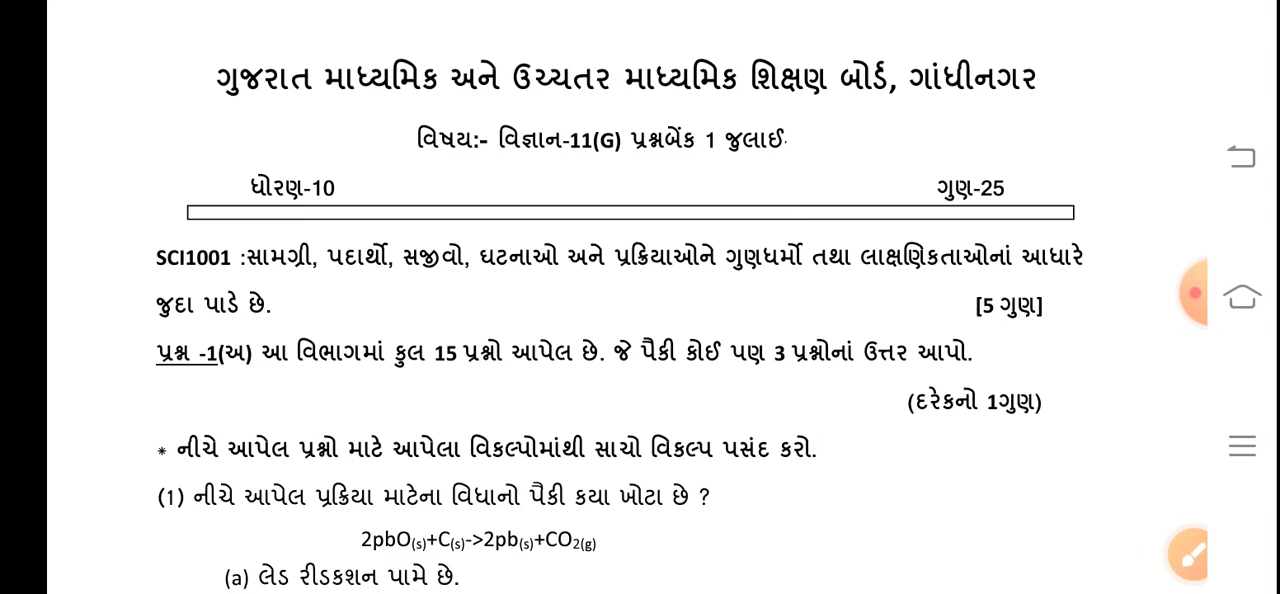 ગુજરાત માધ્યમિક અને ઉચ્ચતર માધ્યમિક શિક્ષણ બોર્ડ, ગાંધીનગર
વિષય:- વિજ્ઞાન-11(G) પ્રશ્નબેંક 1 જુલાઈ
ધોરણ-10 ગુણ-25
SCI1001 :સામગ્રી, પદાર્થો, સજીવો, ઘટનાઓ અને પ્રક્રિયાઓને ગુણધર્મો તથા લાક્ષણિકતાઓનાં આધારે
જુદા પાડે છે. [5 ગુણ]
પ્રશ્ન -1(અ) આ વિભાગમાં કુલ 15 પ્રશ્નો આપેલ છે. જે પૈકી કોઈ પણ 3 પ્રશ્નોનાં ઉત્તર આપો.
(દરેકનો 1ગુણ)
* નીચે આપેલ પ્રશ્નો માટે આપેલા વિકલ્પોમાંથી સાચો વિકલ્પ પસંદ કરો.
(1) નીચે આપેલ પ્રક્રિયા માટેના વિધાનો પૈકી કયા ખોટા છે ?
2pbO(s)+C(s)->2pb(s)+CO2(g)
(a) લેડ રીડકશન પામે છે.